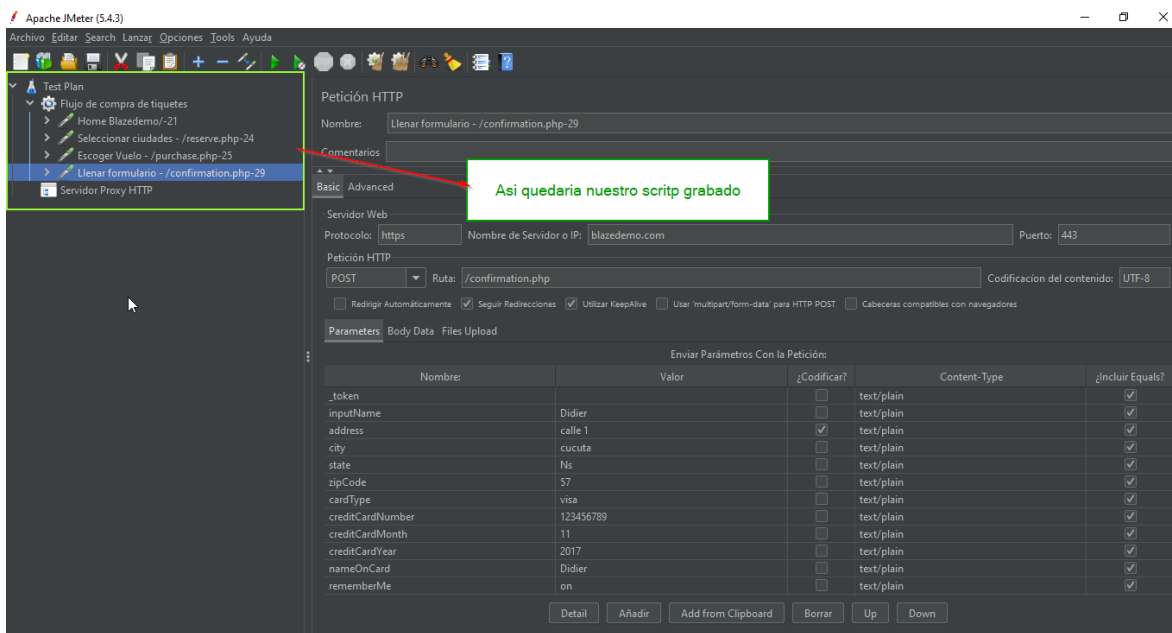 Apache JMeter (5.4.3)
Archivo Editar Search Lanzar Opciones Tools Ayuda
Test Plan
Flujo de compra de tiquetes
Home Blazedemo/-21
Seleccionar ciudades - /reserve.php-24
Escoger Vuelo - /purchase.php-25
Llenar formulario - /confirmation.php-29
Servidor Proxy HTTP
Petición HTTP
Nombre: Llenar formulario - /confirmation.php-29
Comentarios
Asi quedaria nuestro scritp grabado
Basic Advanced
Servidor Web
Protocolo: https Nombre de Servidor o IP: blazedemo.com Puerto: 443
Petición HTTP
POST Ruta: /confirmation.php Codificacíon del contenido: UTF-8
Redirigir Automáticamente Seguir Redirecciones Utilizar KeepAlive Usar 'multipart/form-data' para HTTP POST Cabeceras compatibles con navegadores
Parameters Body Data Files Upload
Enviar Parámetros Con la Petición:
Nombre: Valor ¿Codificar? Content-Type ¿Incluir Equals?
_token text/plain
inputName Didier text/plain
address calle 1 text/plain
city cucuta text/plain
state Ns text/plain
zipCode 57 text/plain
cardType visa text/plain
creditCardNumber 123456789 text/plain
creditCardMonth 11 text/plain
creditCardYear 2017 text/plain
nameOnCard Didier text/plain
rememberMe on text/plain
Detail Añadir Add from Clipboard Borrar Up Down